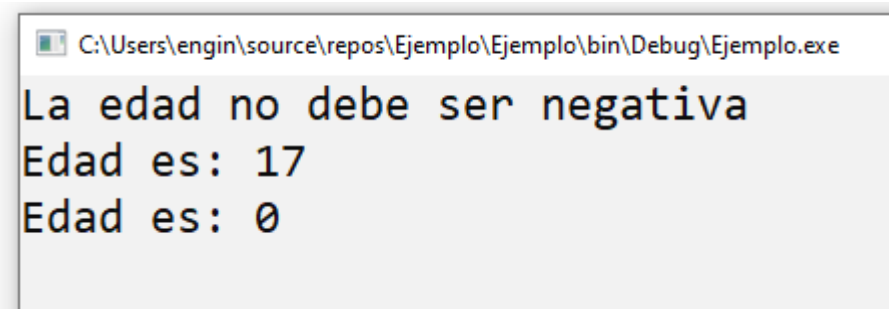 C:\Users\engin\source\repos\Ejemplo\Ejemplo\bin\Debug\Ejemplo.exe
La edad no debe ser negativa
Edad es: 17
Edad es: 0